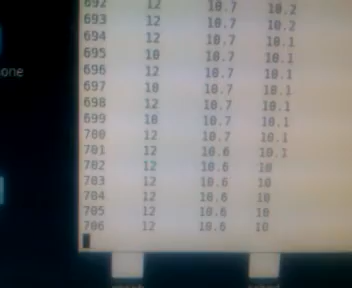 692 12 10.7 10.2
693 12 10.7 10.2
694 12 10.7 10.1
695 10 10.7 10.1
696 12 10.7 10.1
697 10 10.7 10.1
698 12 10.7 10.1
699 10 10.7 10.1
700 12 10.7 10.1
701 12 10.6 10.1
702 12 10.6 10
703 12 10.6 10
704 12 10.6 10
705 12 10.6 10
706 12 10.6 10
one